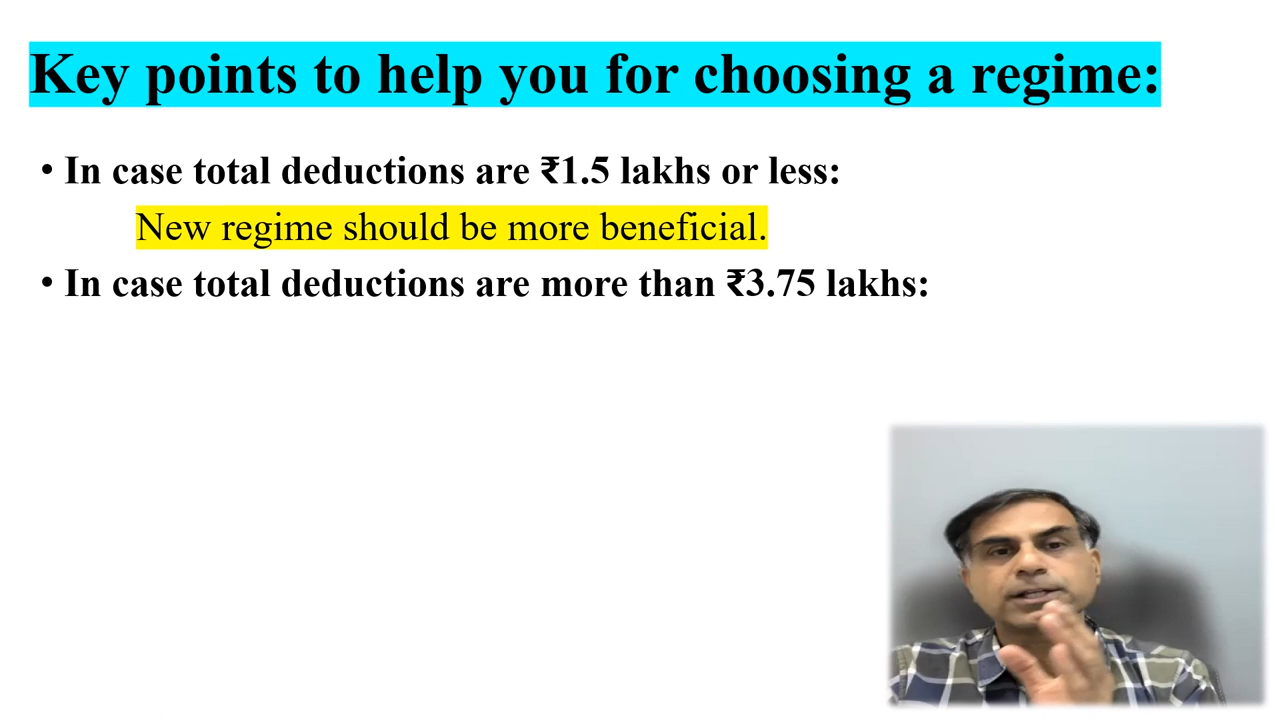 Key points to help you for choosing a regime:
• In case total deductions are ₹1.5 lakhs or less:
New regime should be more beneficial.
• In case total deductions are more than ₹3.75 lakhs: